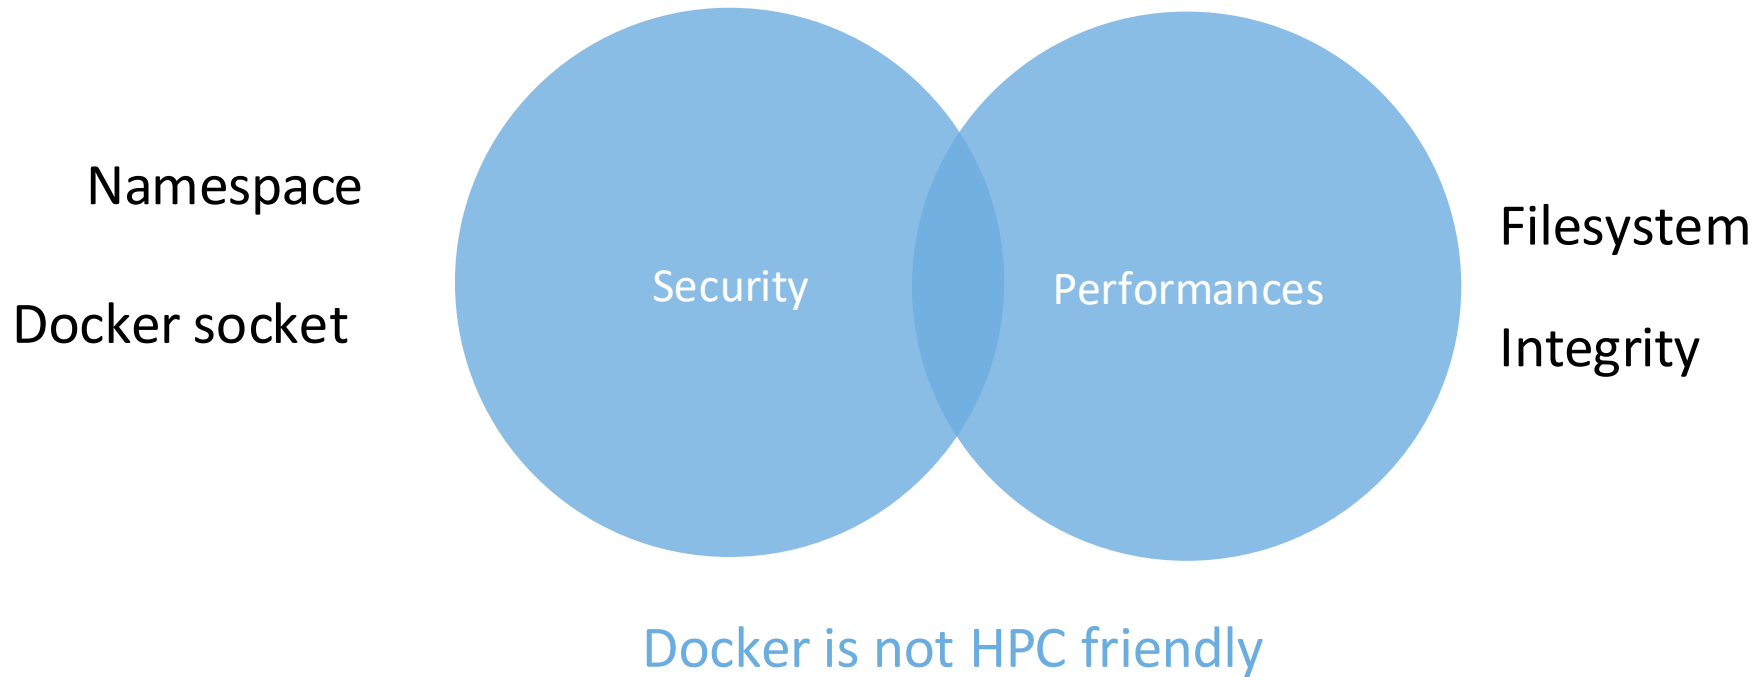 Namespace
Docker socket
Security
Performances
Filesystem
Integrity
Docker is not HPC friendly